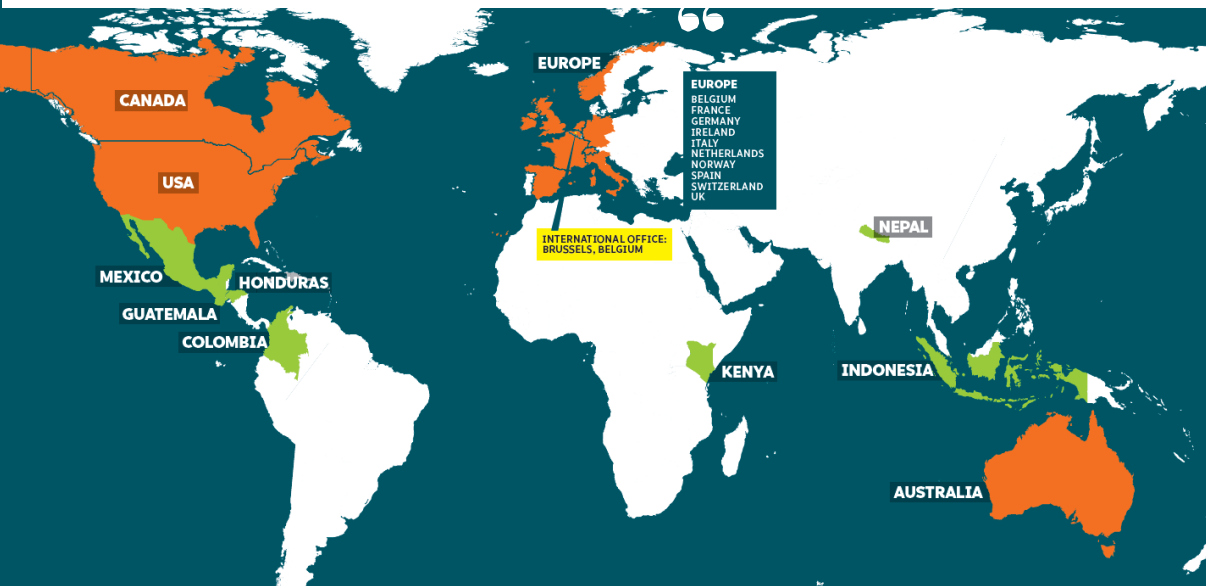 ““
EUROPE
EUROPE
BELGIUM
FRANCE
GERMANY
IRELAND
ITALY
NETHERLANDS
NORWAY
SPAIN
SWITZERLAND
UK
CANADA
USA
NEPAL
INTERNATIONAL OFFICE:
BRUSSELS, BELGIUM
MEXICO
HONDURAS
GUATEMALA
COLOMBIA
KENYA
INDONESIA
AUSTRALIA